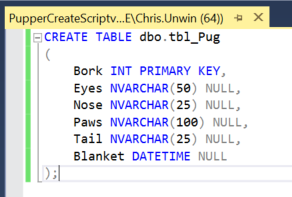 PupperCreateScriptv...E\Chris.Unwin (64))
CREATE TABLE dbo.tbl_Pug
(
Bork INT PRIMARY KEY,
Eyes NVARCHAR(50) NULL,
Nose NVARCHAR(25) NULL,
Paws NVARCHAR(100) NULL,
Tail NVARCHAR(25) NULL,
Blanket DATETIME NULL
);